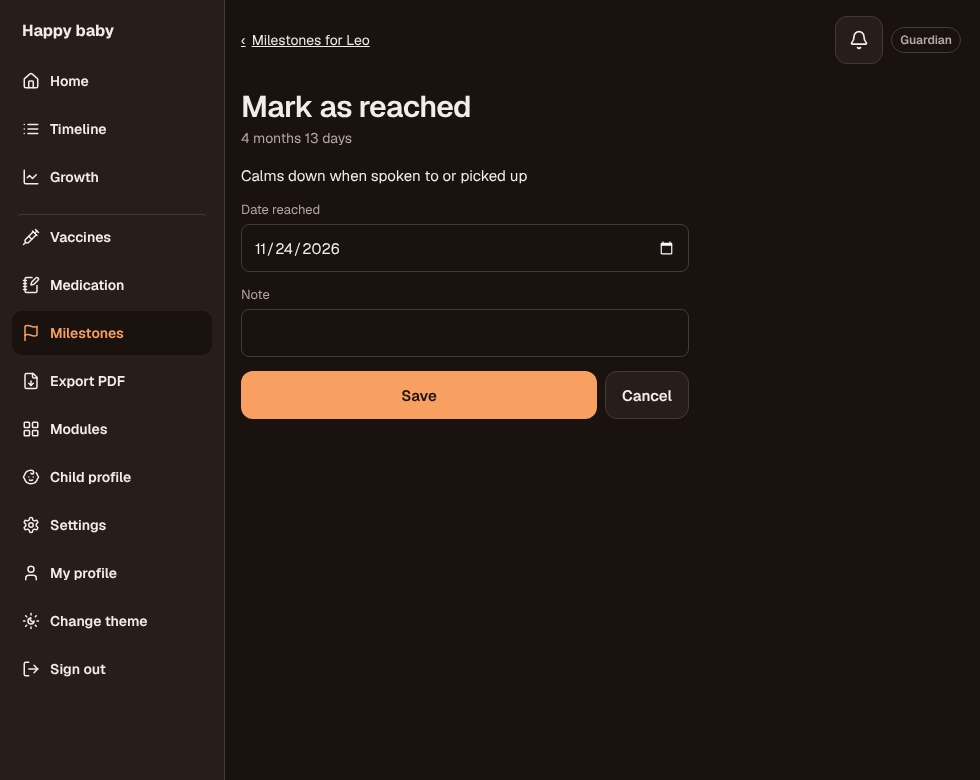 Happy baby
Home
Timeline
Growth
Vaccines
Medication
Milestones
Export PDF
Modules
Child profile
Settings
My profile
Change theme
Sign out
‹ Milestones for Leo
Guardian
Mark as reached
4 months 13 days
Calms down when spoken to or picked up
Date reached
11/24/2026
Note
Save
Cancel